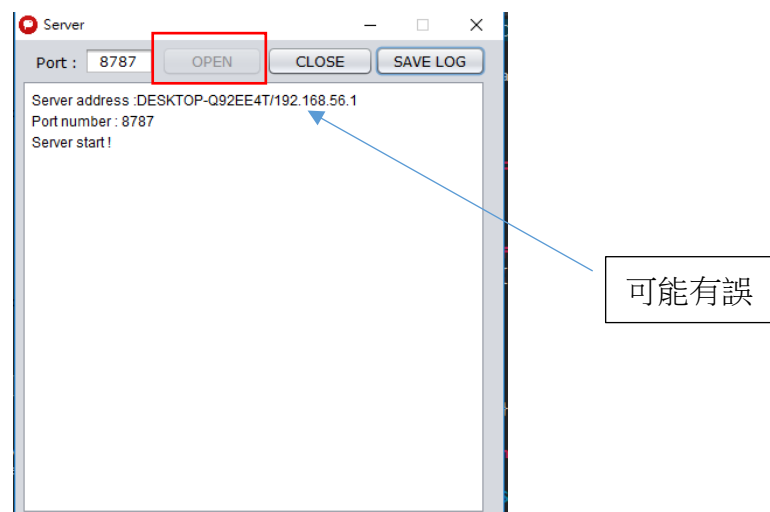 Server
Port : 8787 OPEN CLOSE SAVE LOG
Server address :DESKTOP-Q92EE4T/192.168.56.1
Port number : 8787
Server start !
可能有誤